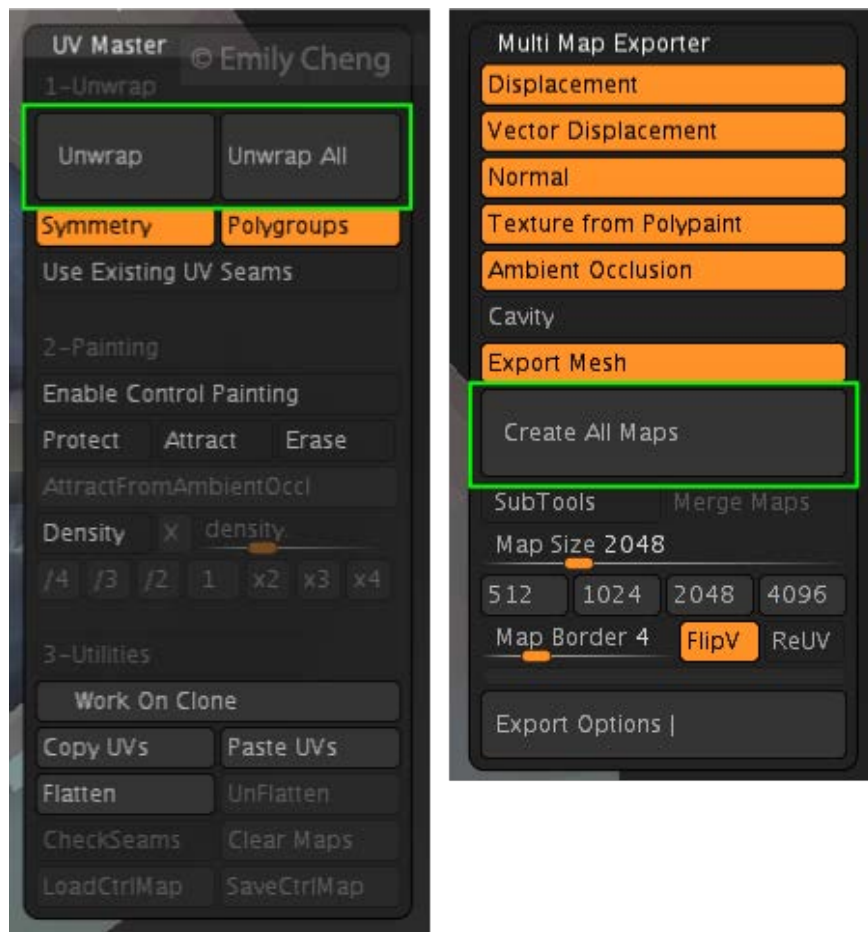 UV Master
© Emily Cheng
1-Unwrap
Unwrap Unwrap All
Symmetry Polygroups
Use Existing UV Seams
2-Painting
Enable Control Painting
Protect Attract Erase
AttractFromAmbientOccl
Density X density
/4 /3 /2 1 x2 x3 x4
3-Utilities
Work On Clone
Copy UVs Paste UVs
Flatten UnFlatten
CheckSeams Clear Maps
LoadCtrlMap SaveCtrlMap
Multi Map Exporter
Displacement
Vector Displacement
Normal
Texture from Polypaint
Ambient Occlusion
Cavity
Export Mesh
Create All Maps
SubTools Merge Maps
Map Size 2048
512 1024 2048 4096
Map Border 4 FlipV ReUV
Export Options |